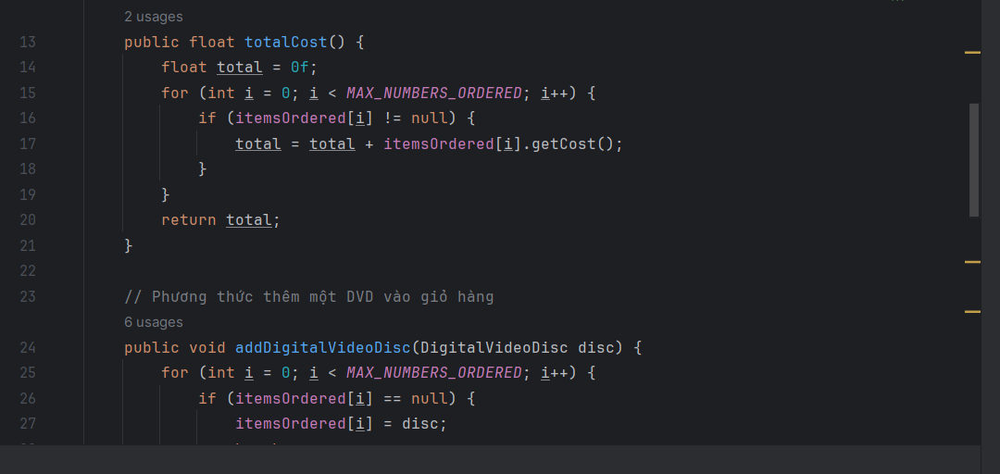 2 usages
13 public float totalCost() {
14 float total = 0f;
15 for (int i = 0; i < MAX_NUMBERS_ORDERED; i++) {
16 if (itemsOrdered[i] != null) {
17 total = total + itemsOrdered[i].getCost();
18 }
19 }
20 return total;
21 }
22
23 // Phương thức thêm một DVD vào giỏ hàng
6 usages
24 public void addDigitalVideoDisc(DigitalVideoDisc disc) {
25 for (int i = 0; i < MAX_NUMBERS_ORDERED; i++) {
26 if (itemsOrdered[i] == null) {
27 itemsOrdered[i] = disc;